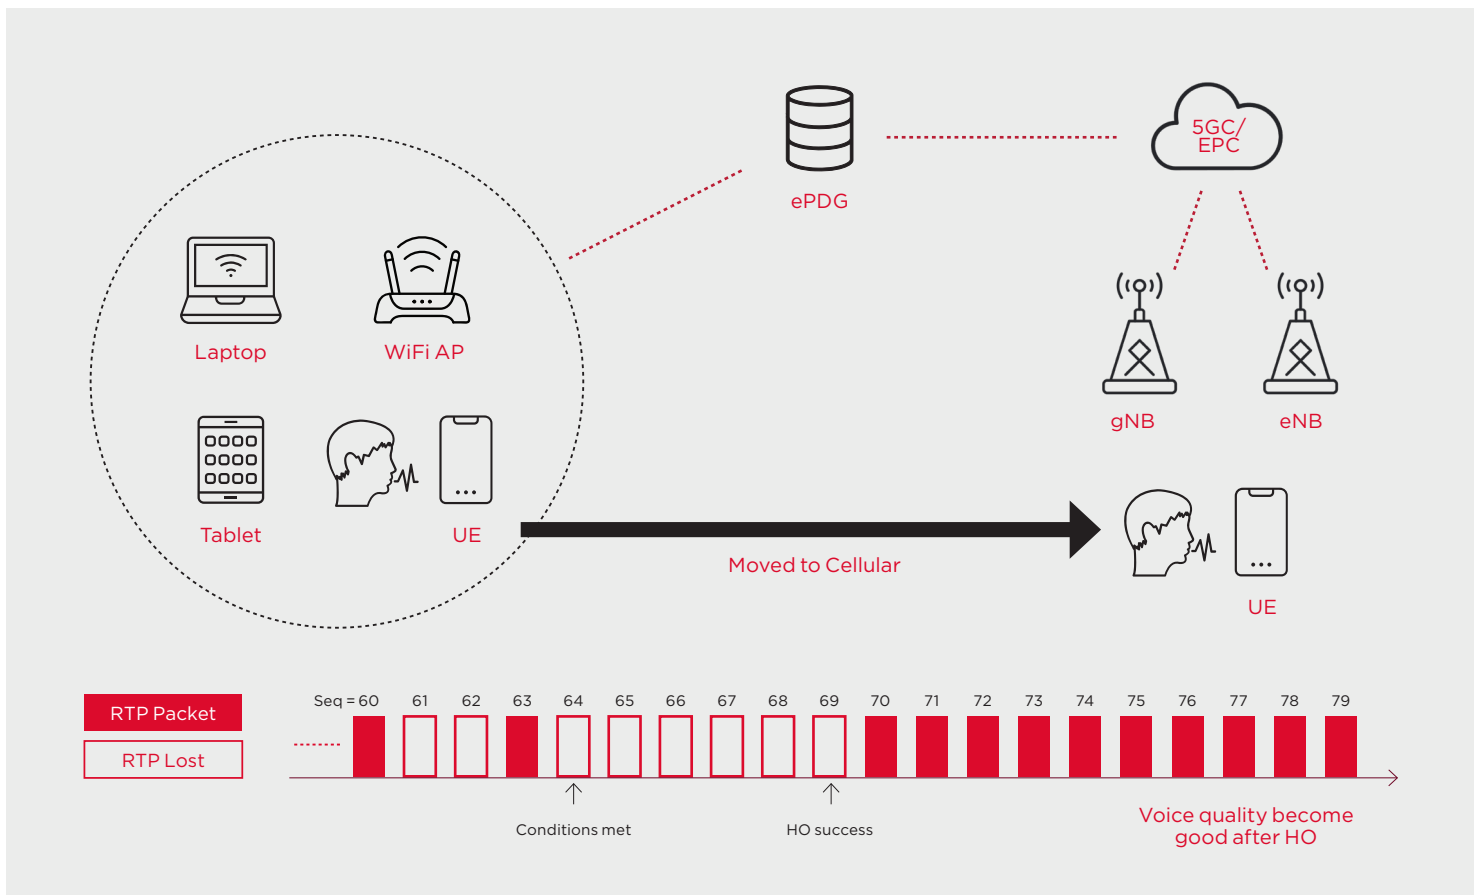 5GC/
EPC
ePDG
Laptop
WiFi AP
gNB
eNB
Tablet
UE
Moved to Cellular
UE
RTP Packet
RTP Lost
Seq = 60 61 62 63 64 65 66 67 68 69 70 71 72 73 74 75 76 77 78 79
Conditions met
HO success
Voice quality become
good after HO